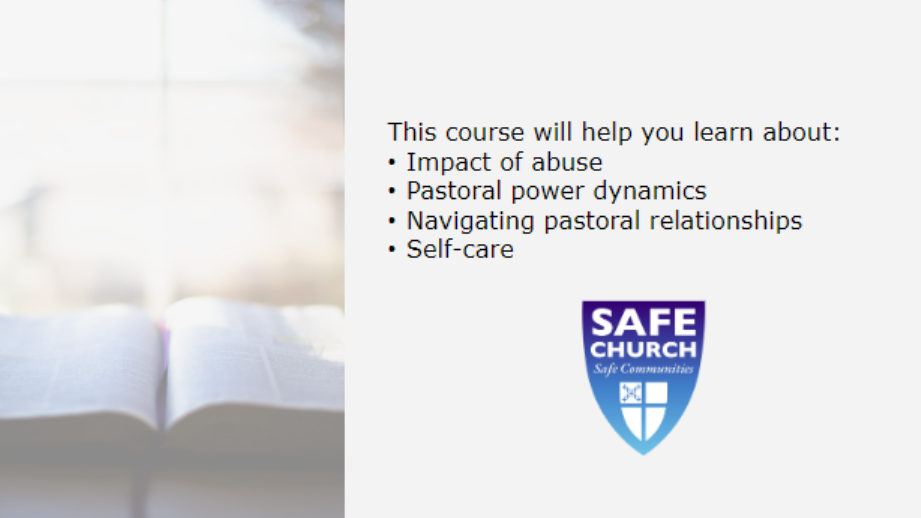 This course will help you learn about:
• Impact of abuse
• Pastoral power dynamics
• Navigating pastoral relationships
• Self-care
SAFE
CHURCH
Safe Communities